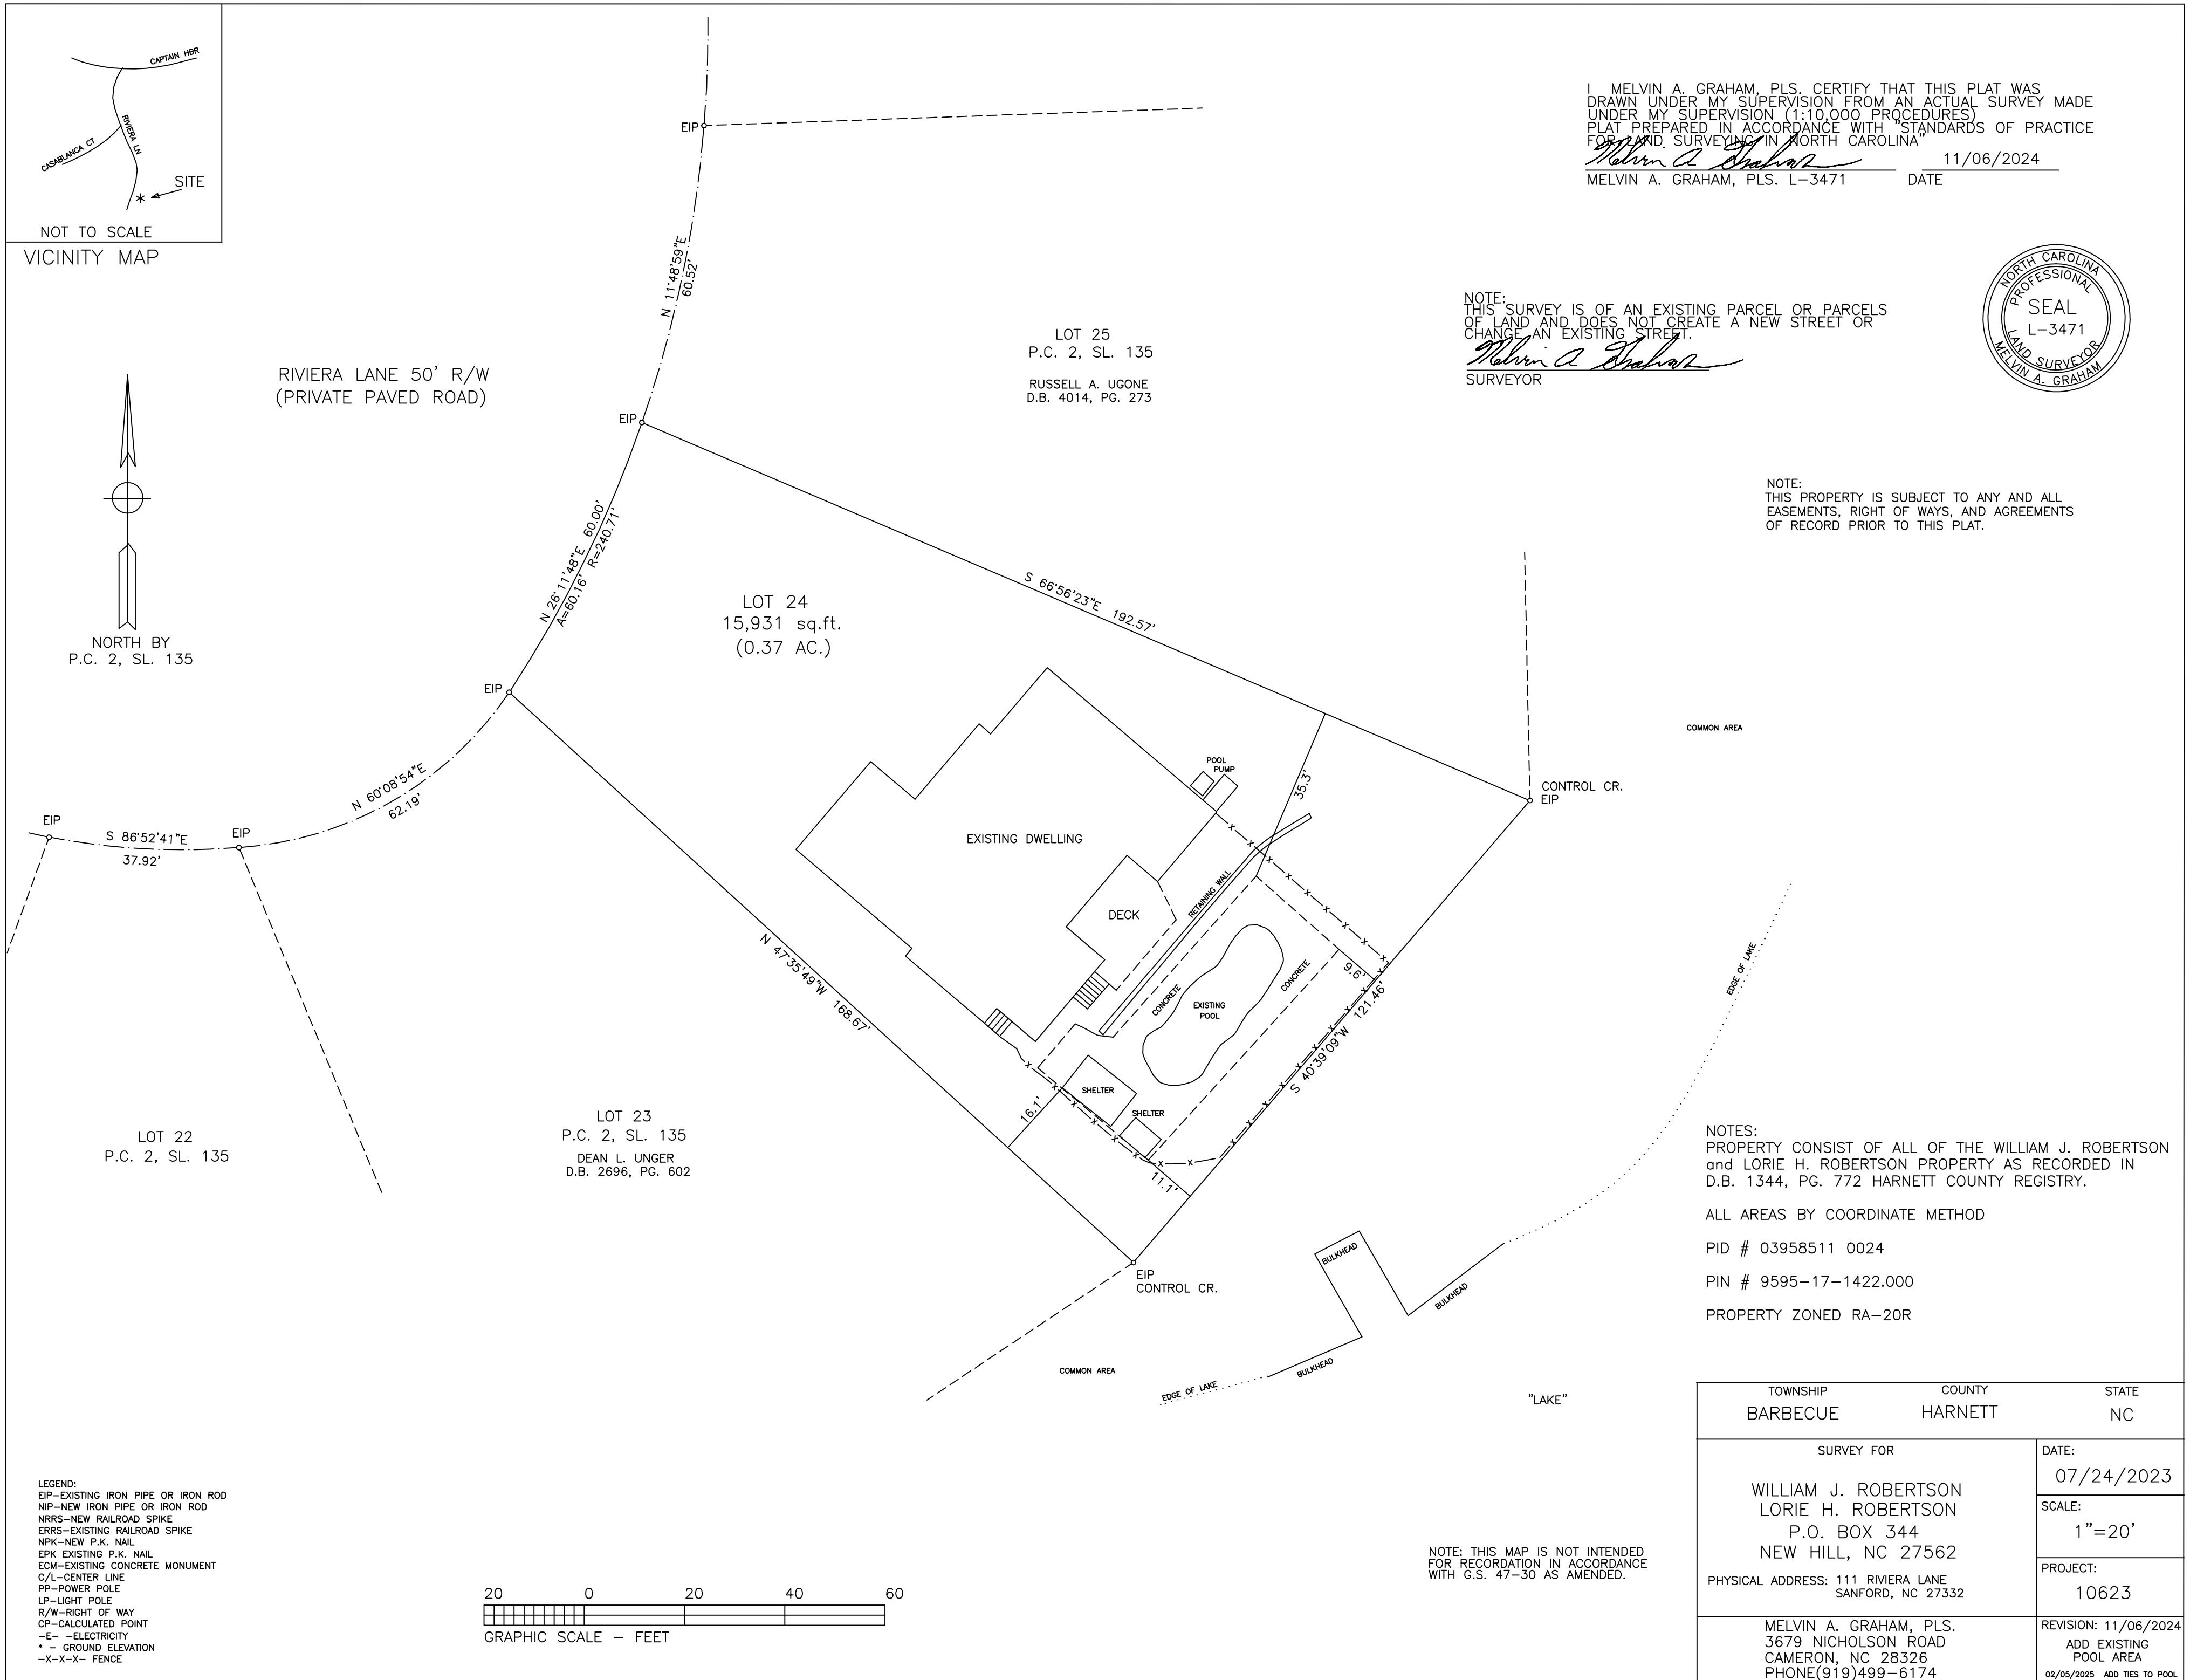 CAPTAIN HBR
RIVIERA LN
CASABLANCA CT
SITE
*
NOT TO SCALE
VICINITY MAP
I MELVIN A. GRAHAM, PLS. CERTIFY THAT THIS PLAT WAS
DRAWN UNDER MY SUPERVISION FROM AN ACTUAL SURVEY MADE
UNDER MY SUPERVISION (1:10,000 PROCEDURES)
PLAT PREPARED IN ACCORDANCE WITH "STANDARDS OF PRACTICE
FOR LAND SURVEYING IN NORTH CAROLINA"
Melvin A Graham
11/06/2024
MELVIN A. GRAHAM, PLS. L-3471 DATE
NOTE:
THIS SURVEY IS OF AN EXISTING PARCEL OR PARCELS
OF LAND AND DOES NOT CREATE A NEW STREET OR
CHANGE AN EXISTING STREET.
Melvin A Graham
SURVEYOR
NORTH CAROLINA
PROFESSIONAL
SEAL
L-3471
LAND SURVEYOR
MELVIN A. GRAHAM
NOTE:
THIS PROPERTY IS SUBJECT TO ANY AND ALL
EASEMENTS, RIGHT OF WAYS, AND AGREEMENTS
OF RECORD PRIOR TO THIS PLAT.
EIP
N 11°48'59"E
60.52'
RIVIERA LANE 50' R/W
(PRIVATE PAVED ROAD)
LOT 25
P.C. 2, SL. 135
RUSSELL A. UGONE
D.B. 4014, PG. 273
EIP
N 26°11'48"E 60.00'
A=60.16' R=240.71'
S 66°56'23"E 192.57'
LOT 24
15,931 sq.ft.
(0.37 AC.)
NORTH BY
P.C. 2, SL. 135
EIP
N 60°08'54"E
62.19'
EIP
S 86°52'41"E
37.92'
EIP
COMMON AREA
CONTROL CR.
EIP
POOL
PUMP
35.3'
EXISTING DWELLING
RETAINING WALL
DECK
CONCRETE
CONCRETE
EXISTING
POOL
9.6'
S 40°39'09"W 121.46'
EDGE OF LAKE
N 47°35'49"W 168.67'
SHELTER
SHELTER
16.1'
11.1'
LOT 22
P.C. 2, SL. 135
LOT 23
P.C. 2, SL. 135
DEAN L. UNGER
D.B. 2696, PG. 602
EIP
CONTROL CR.
BULKHEAD
BULKHEAD
BULKHEAD
COMMON AREA
EDGE OF LAKE
"LAKE"
NOTES:
PROPERTY CONSIST OF ALL OF THE WILLIAM J. ROBERTSON
and LORIE H. ROBERTSON PROPERTY AS RECORDED IN
D.B. 1344, PG. 772 HARNETT COUNTY REGISTRY.
ALL AREAS BY COORDINATE METHOD
PID # 03958511 0024
PIN # 9595-17-1422.000
PROPERTY ZONED RA-20R
LEGEND:
EIP-EXISTING IRON PIPE OR IRON ROD
NIP-NEW IRON PIPE OR IRON ROD
NRRS-NEW RAILROAD SPIKE
ERRS-EXISTING RAILROAD SPIKE
NPK-NEW P.K. NAIL
EPK EXISTING P.K. NAIL
ECM-EXISTING CONCRETE MONUMENT
C/L-CENTER LINE
PP-POWER POLE
LP-LIGHT POLE
R/W-RIGHT OF WAY
CP-CALCULATED POINT
-E- -ELECTRICITY
* - GROUND ELEVATION
-X-X-X- FENCE
20 0 20 40 60
GRAPHIC SCALE - FEET
NOTE: THIS MAP IS NOT INTENDED
FOR RECORDATION IN ACCORDANCE
WITH G.S. 47-30 AS AMENDED.
TOWNSHIP COUNTY STATE
BARBECUE HARNETT NC
SURVEY FOR
WILLIAM J. ROBERTSON
LORIE H. ROBERTSON
P.O. BOX 344
NEW HILL, NC 27562
PHYSICAL ADDRESS: 111 RIVIERA LANE
SANFORD, NC 27332
DATE:
07/24/2023
SCALE:
1"=20'
PROJECT:
10623
MELVIN A. GRAHAM, PLS.
3679 NICHOLSON ROAD
CAMERON, NC 28326
PHONE(919)499-6174
REVISION: 11/06/2024
ADD EXISTING
POOL AREA
02/05/2025 ADD TIES TO POOL